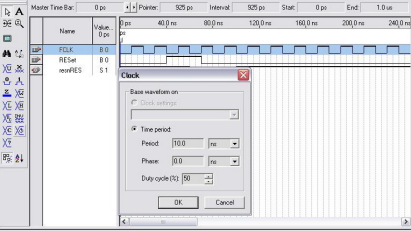 Master Time Bar: 0 ps Pointer: 925 ps Interval: 925 ps Start: 0 ps End: 1.0 us
Name Value 0 ps
0 ps 40.0 ns 80.0 ns 120.0 ns 160.0 ns 200.0 ns 240.0 ns
ps
FCLK B 0
RESet B 0
resnRES S 1
Clock
Base waveform on
Clock settings:
Time period:
Period: 10.0 ns
Phase: 0.0 ns
Duty cycle (%): 50
OK Cancel